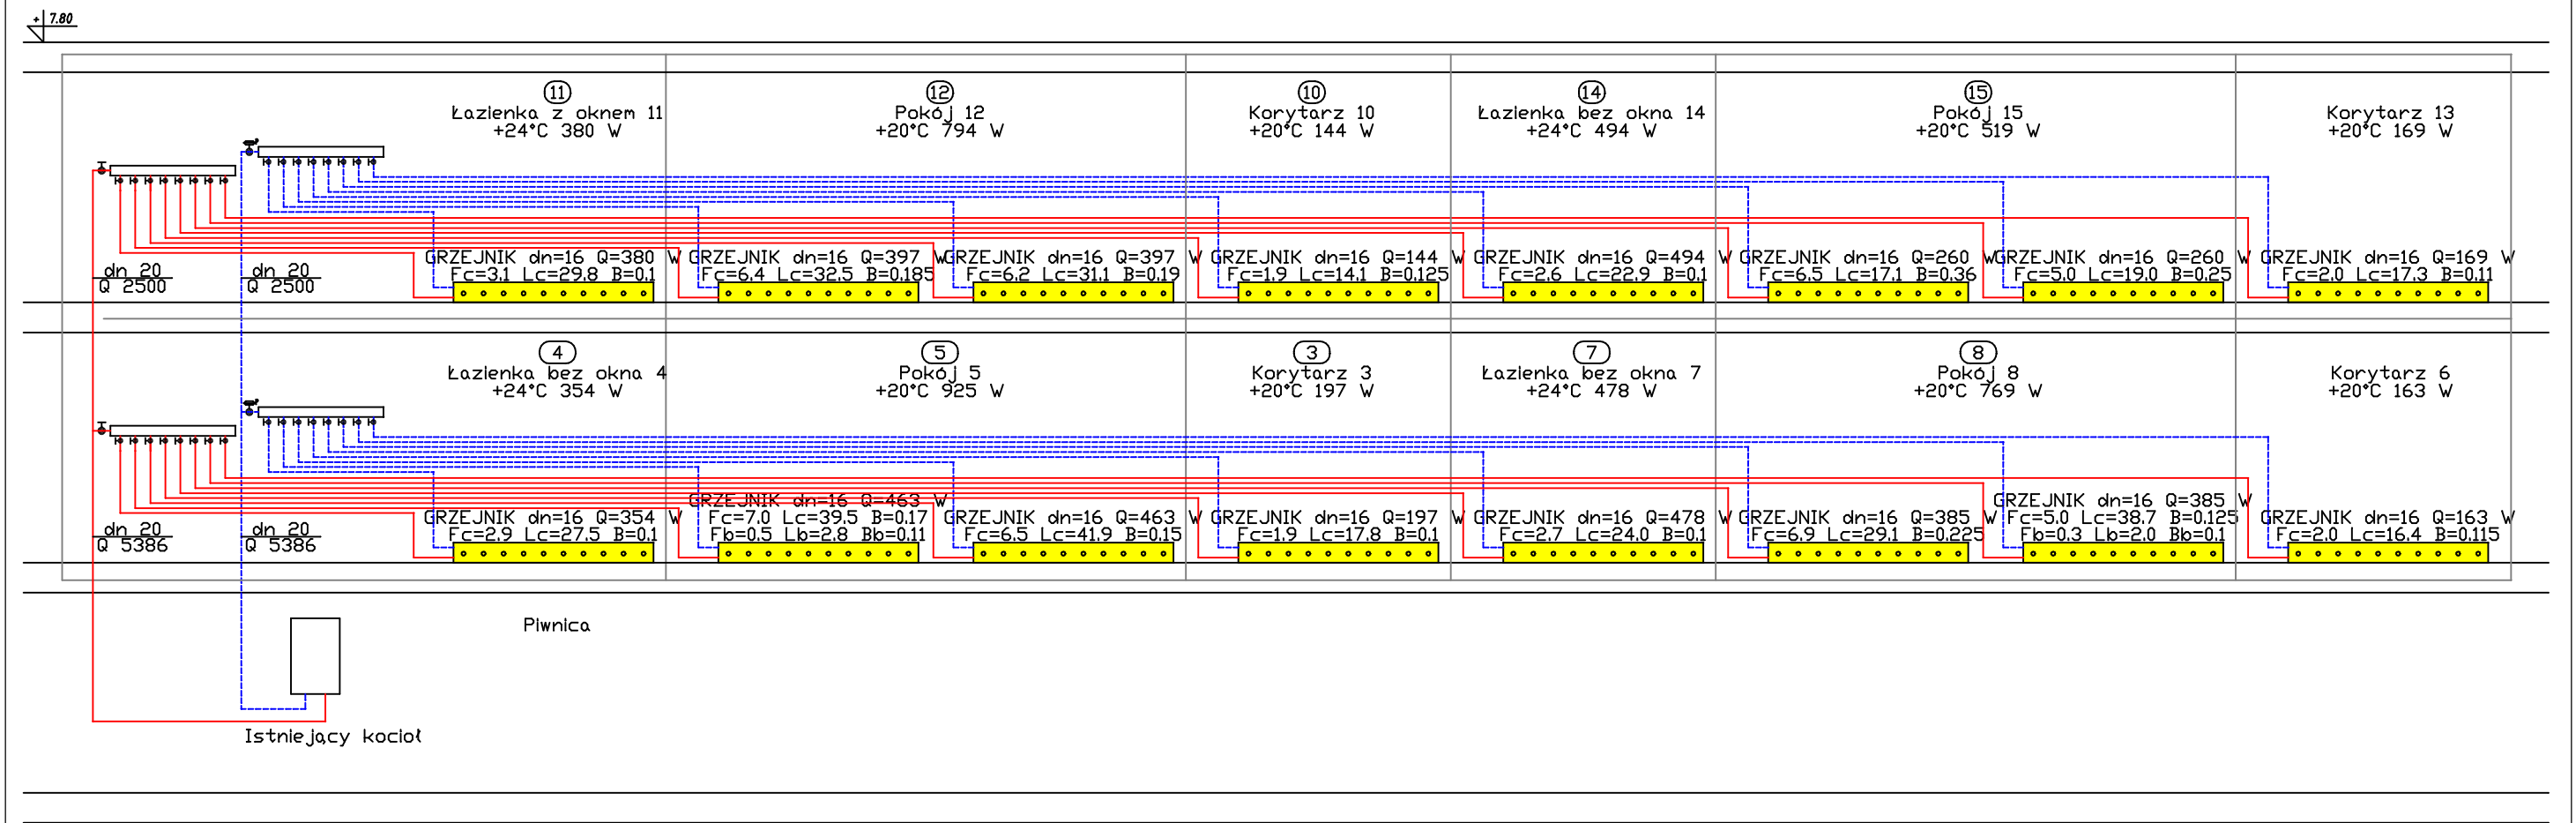 + 7.80
11
Łazienka z oknem 11
+24°C 380 W
12
Pokój 12
+20°C 794 W
10
Korytarz 10
+20°C 144 W
14
Łazienka bez okna 14
+24°C 494 W
15
Pokój 15
+20°C 519 W
Korytarz 13
+20°C 169 W
dn 20
Q 2500
dn 20
Q 2500
GRZEJNIK dn=16 Q=380 W
Fc=3.1 Lc=29.8 B=0.1
GRZEJNIK dn=16 Q=397 W
Fc=6.4 Lc=32.5 B=0.185
GRZEJNIK dn=16 Q=397 W
Fc=6.2 Lc=31.1 B=0.19
GRZEJNIK dn=16 Q=144 W
Fc=1.9 Lc=14.1 B=0.125
GRZEJNIK dn=16 Q=494 W
Fc=2.6 Lc=22.9 B=0.1
GRZEJNIK dn=16 Q=260 W
Fc=6.5 Lc=17.1 B=0.36
GRZEJNIK dn=16 Q=260 W
Fc=5.0 Lc=19.0 B=0.25
GRZEJNIK dn=16 Q=169 W
Fc=2.0 Lc=17.3 B=0.11
4
Łazienka bez okna 4
+24°C 354 W
5
Pokój 5
+20°C 925 W
3
Korytarz 3
+20°C 197 W
7
Łazienka bez okna 7
+24°C 478 W
8
Pokój 8
+20°C 769 W
Korytarz 6
+20°C 163 W
dn 20
Q 5386
dn 20
Q 5386
GRZEJNIK dn=16 Q=354 W
Fc=2.9 Lc=27.5 B=0.1
GRZEJNIK dn=16 Q=463 W
Fc=7.0 Lc=39.5 B=0.17
Fb=0.5 Lb=2.8 Bb=0.11
GRZEJNIK dn=16 Q=463 W
Fc=6.5 Lc=41.9 B=0.15
GRZEJNIK dn=16 Q=197 W
Fc=1.9 Lc=17.8 B=0.1
GRZEJNIK dn=16 Q=478 W
Fc=2.7 Lc=24.0 B=0.1
GRZEJNIK dn=16 Q=385 W
Fc=6.9 Lc=29.1 B=0.225
GRZEJNIK dn=16 Q=385 W
Fc=5.0 Lc=38.7 B=0.125
Fb=0.3 Lb=2.0 Bb=0.1
GRZEJNIK dn=16 Q=163 W
Fc=2.0 Lc=16.4 B=0.115
Piwnica
Istniejący kocioł